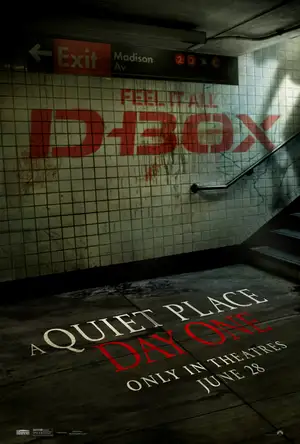 Exit
Madison
Av
FEEL IT ALL
D-BOX
A QUIET PLACE
DAY ONE
ONLY IN THEATRES
JUNE 28